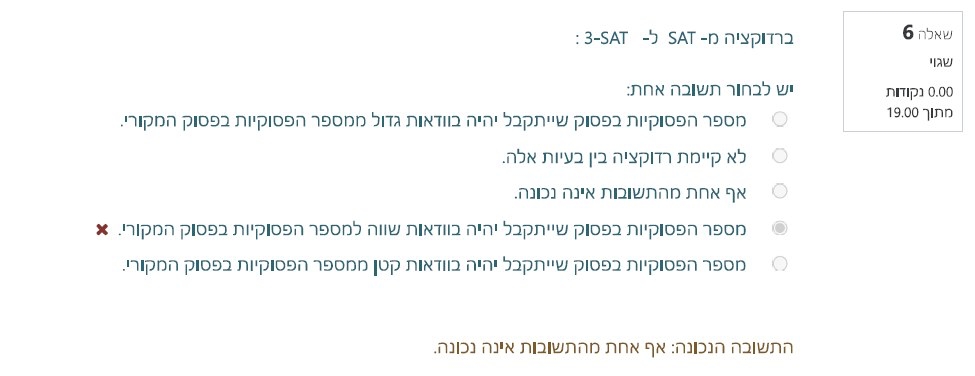 שאלה 6
שגוי
0.00 נקודות
מתוך 19.00
ברדוקציה מ- SAT ל- 3-SAT :
יש לבחור תשובה אחת:
מספר הפסוקיות בפסוק שייתקבל יהיה בוודאות גדול ממספר הפסוקיות בפסוק המקורי.
לא קיימת רדוקציה בין בעיות אלה.
אף אחת מהתשובות אינה נכונה.
מספר הפסוקיות בפסוק שייתקבל יהיה בוודאות שווה למספר הפסוקיות בפסוק המקורי.
מספר הפסוקיות בפסוק שייתקבל יהיה בוודאות קטן ממספר הפסוקיות בפסוק המקורי.
התשובה הנכונה: אף אחת מהתשובות אינה נכונה.